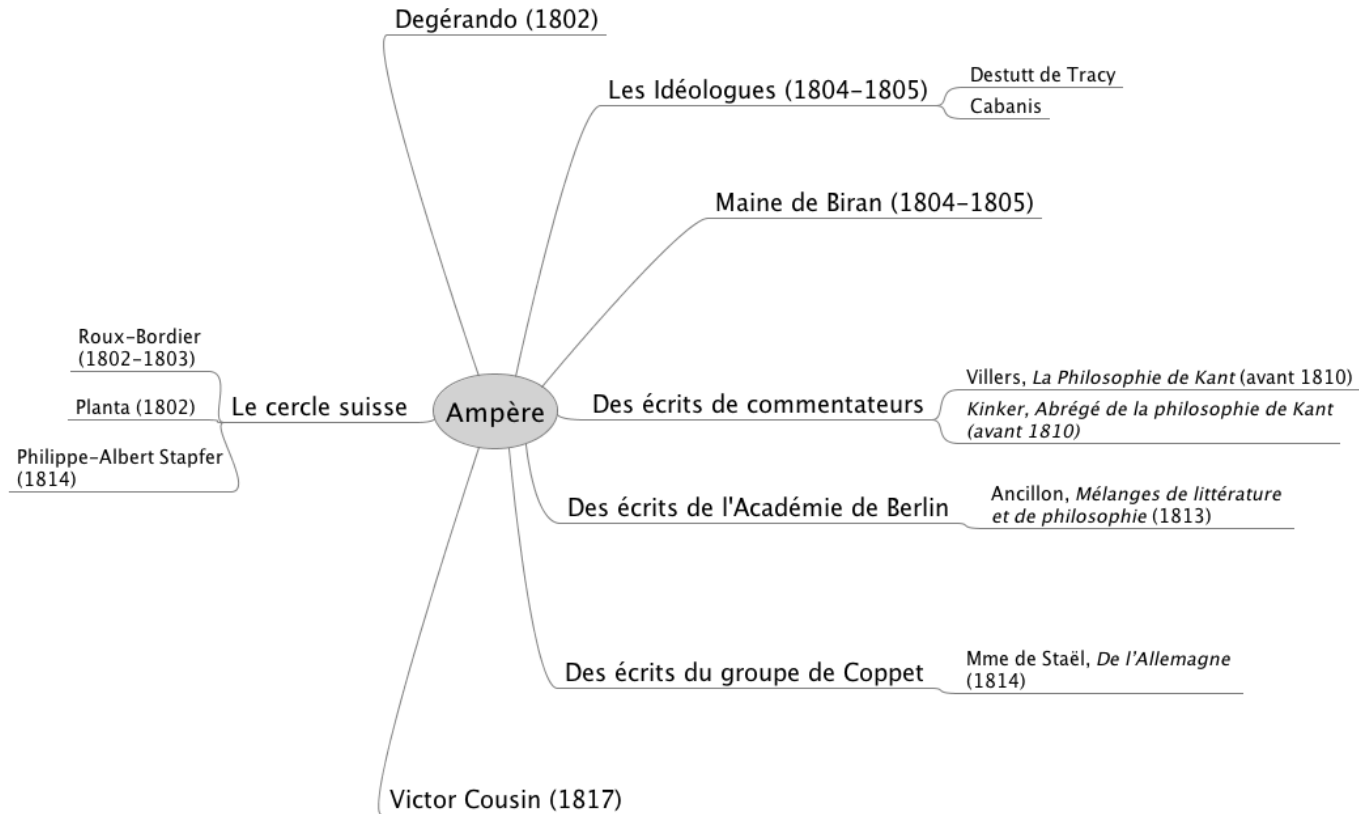 Degérando (1802)
Les Idéologues (1804-1805)
Destutt de Tracy
Cabanis
Maine de Biran (1804-1805)
Roux-Bordier
(1802-1803)
Planta (1802)
Philippe-Albert Stapfer
(1814)
Le cercle suisse
Ampère
Des écrits de commentateurs
Villers, La Philosophie de Kant (avant 1810)
Kinker, Abrégé de la philosophie de Kant
(avant 1810)
Des écrits de l'Académie de Berlin
Ancillon, Mélanges de littérature
et de philosophie (1813)
Des écrits du groupe de Coppet
Mme de Staël, De l’Allemagne
(1814)
Victor Cousin (1817)